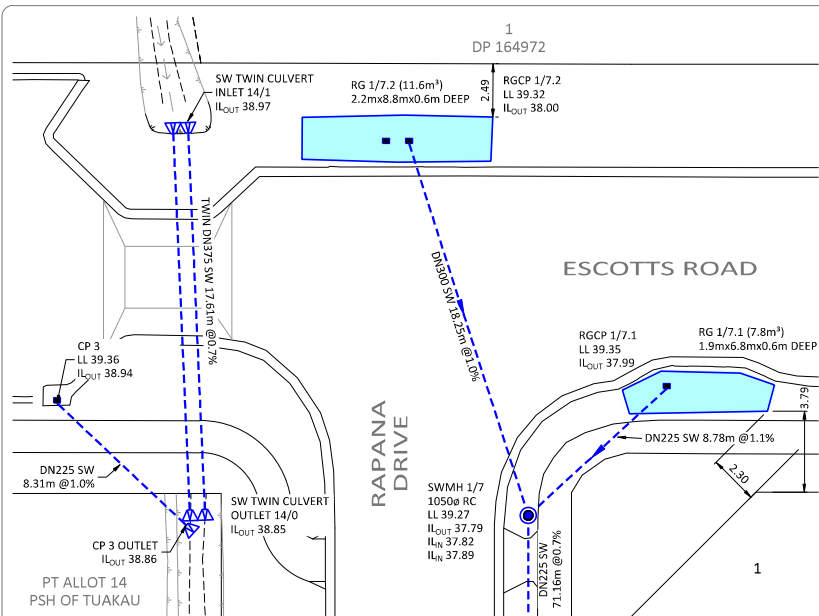 1
DP 164972
SW TWIN CULVERT
INLET 14/1
ILOUT 38.97
RG 1/7.2 (11.6m³)
2.2mx8.8mx0.6m DEEP
2.49
RGCP 1/7.2
LL 39.32
ILOUT 38.00
TWIN DN375 SW 17.61m @0.7%
DN300 SW 18.25m @1.0%
ESCOTTS ROAD
CP 3
LL 39.36
ILOUT 38.94
RGCP 1/7.1
LL 39.35
ILOUT 37.99
RG 1/7.1 (7.8m³)
1.9mx6.8mx0.6m DEEP
3.79
DN225 SW 8.78m @1.1%
2.30
RAPANA
DRIVE
DN225 SW
8.31m @1.0%
SW TWIN CULVERT
OUTLET 14/0
ILOUT 38.85
SWMH 1/7
1050ø RC
LL 39.27
ILOUT 37.79
ILIN 37.82
ILIN 37.89
CP 3 OUTLET
ILOUT 38.86
DN225 SW
71.16m @0.7%
1
PT ALLOT 14
PSH OF TUAKAU